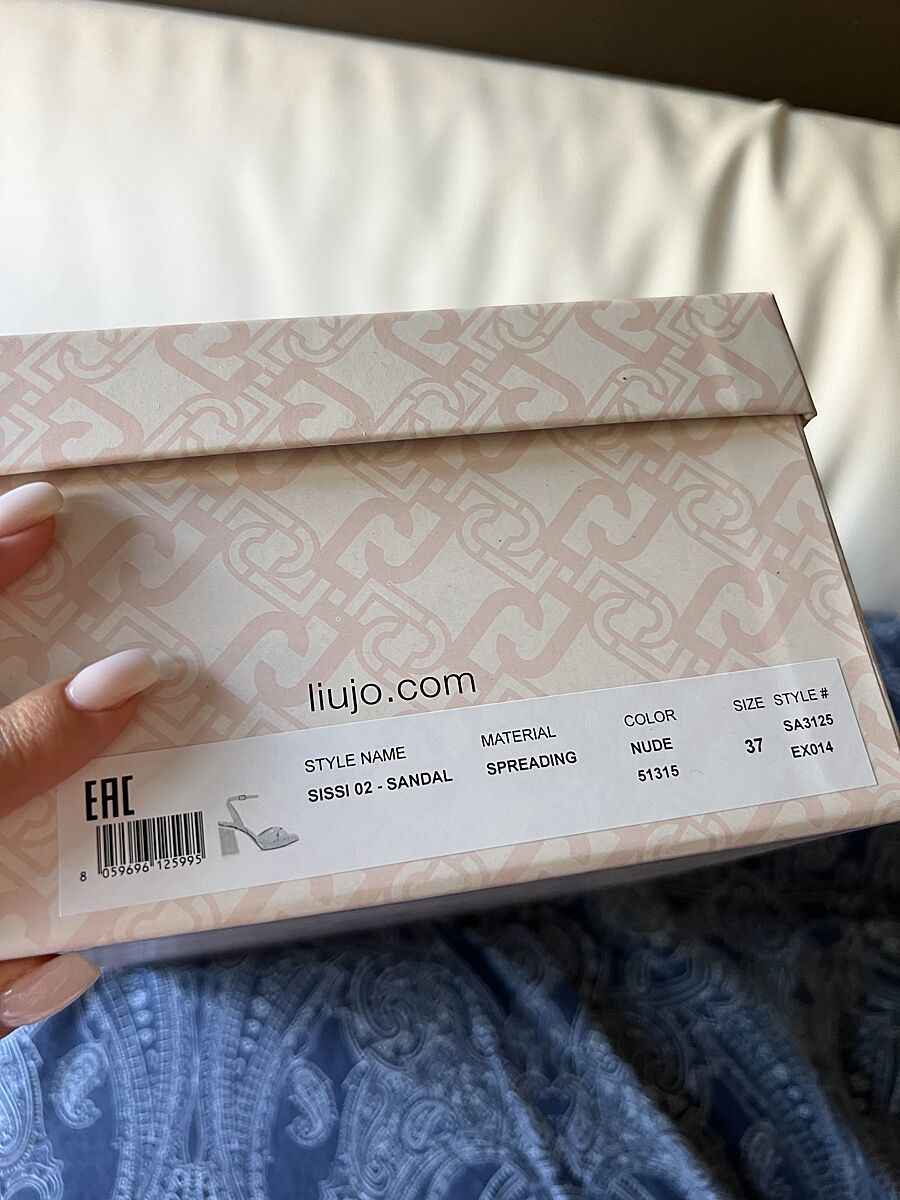 liujo.com
EAC
8 059696 125995
STYLE NAME
SISSI 02 - SANDAL
MATERIAL
SPREADING
COLOR
NUDE
51315
SIZE
37
STYLE #
SA3125
EX014